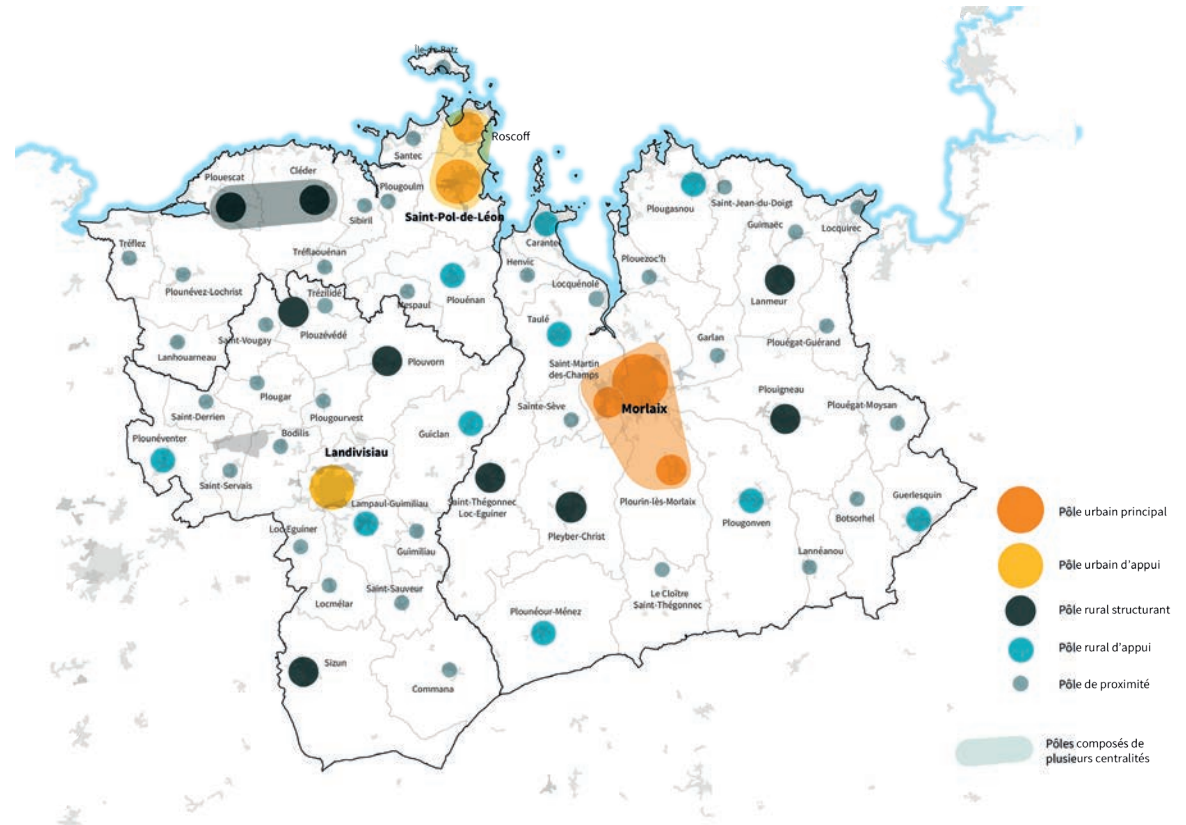 Île-de-Batz
Roscoff
Santec
Plouescat
Cléder
Plougoulm
Sibiril
Saint-Pol-de-Léon
Plougasnou
Saint-Jean-du-Doigt
Guimaëc
Locquirec
Carantec
Tréflez
Tréflaouénan
Henvic
Plouezoc'h
Plounévez-Lochrist
Trézilidé
Mespaul
Plouénan
Locquénolé
Lanmeur
Saint-Vougay
Plouzévédé
Taulé
Garlan
Plouégat-Guérand
Lanhouarneau
Plouvorn
Saint-Martin
des-Champs
Plougar
Plouigneau
Saint-Derrien
Plougourvest
Sainte-Sève
Morlaix
Plouégat-Moysan
Plounéventer
Bodilis
Guiclan
Landivisiau
Saint-Servais
Lampaul-Guimiliau
Saint-Thégonnec
Loc-Eguiner
Plourin-lès-Morlaix
Guerlesquin
Loc-Eguiner
Pleyber-Christ
Plougonven
Botsorhel
Guimiliau
Lannéanou
Locmélar
Saint-Sauveur
Plounéour-Ménez
Le Cloître
Saint-Thégonnec
Sizun
Commana
Pôle urbain principal
Pôle urbain d'appui
Pôle rural structurant
Pôle rural d'appui
Pôle de proximité
Pôles composés de
plusieurs centralités